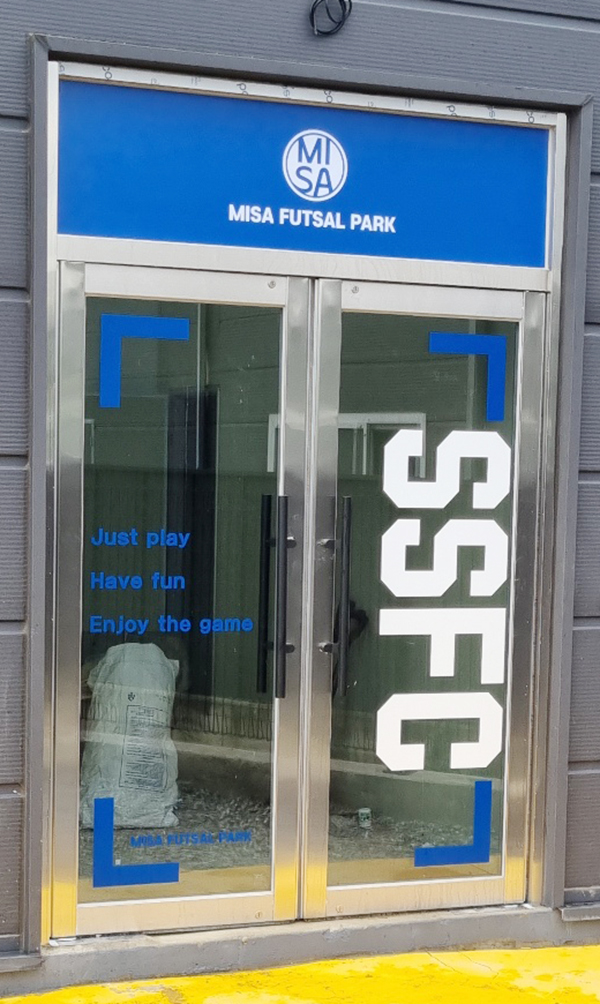 MI
SA
MISA FUTSAL PARK
Just play
Have fun
Enjoy the game
MISA FUTSAL PARK
SSFC